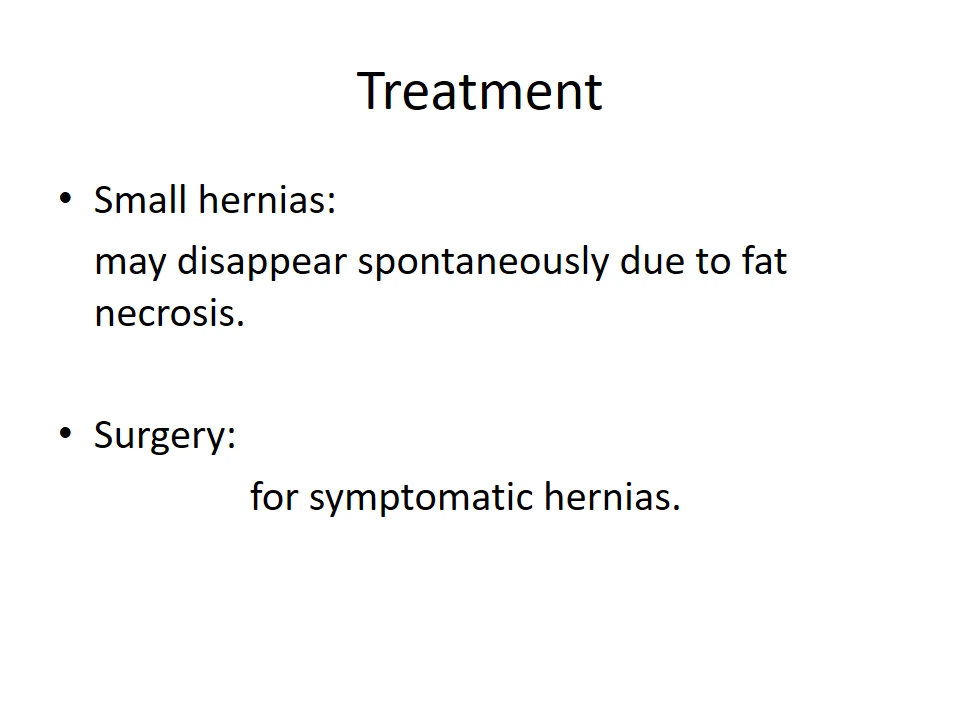 Treatment
• Small hernias:
may disappear spontaneously due to fat
necrosis.
• Surgery:
for symptomatic hernias.